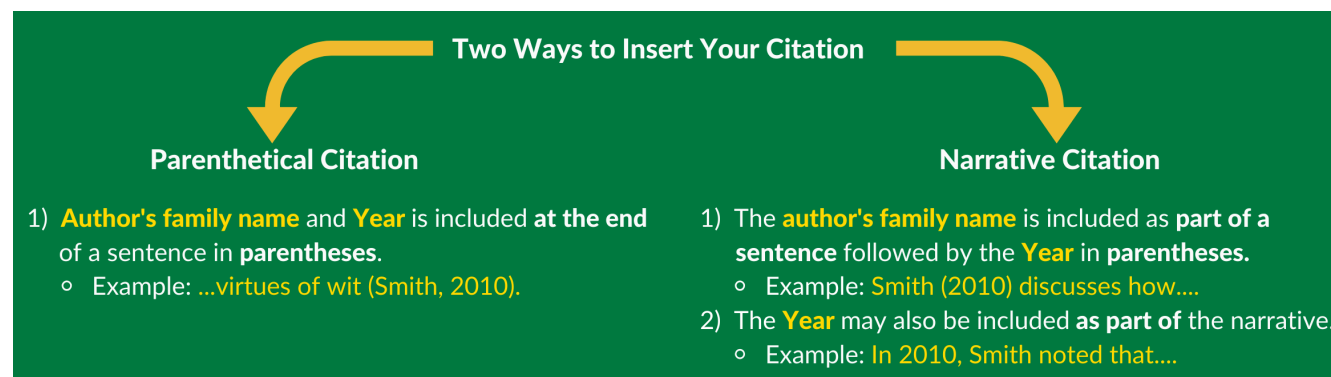 Two Ways to Insert Your Citation
Parenthetical Citation
1) Author's family name and Year is included at the end
of a sentence in parentheses.
Example: ...virtues of wit (Smith, 2010).
Narrative Citation
1) The author's family name is included as part of a
sentence followed by the Year in parentheses.
Example: Smith (2010) discusses how....
2) The Year may also be included as part of the narrative.
Example: In 2010, Smith noted that....